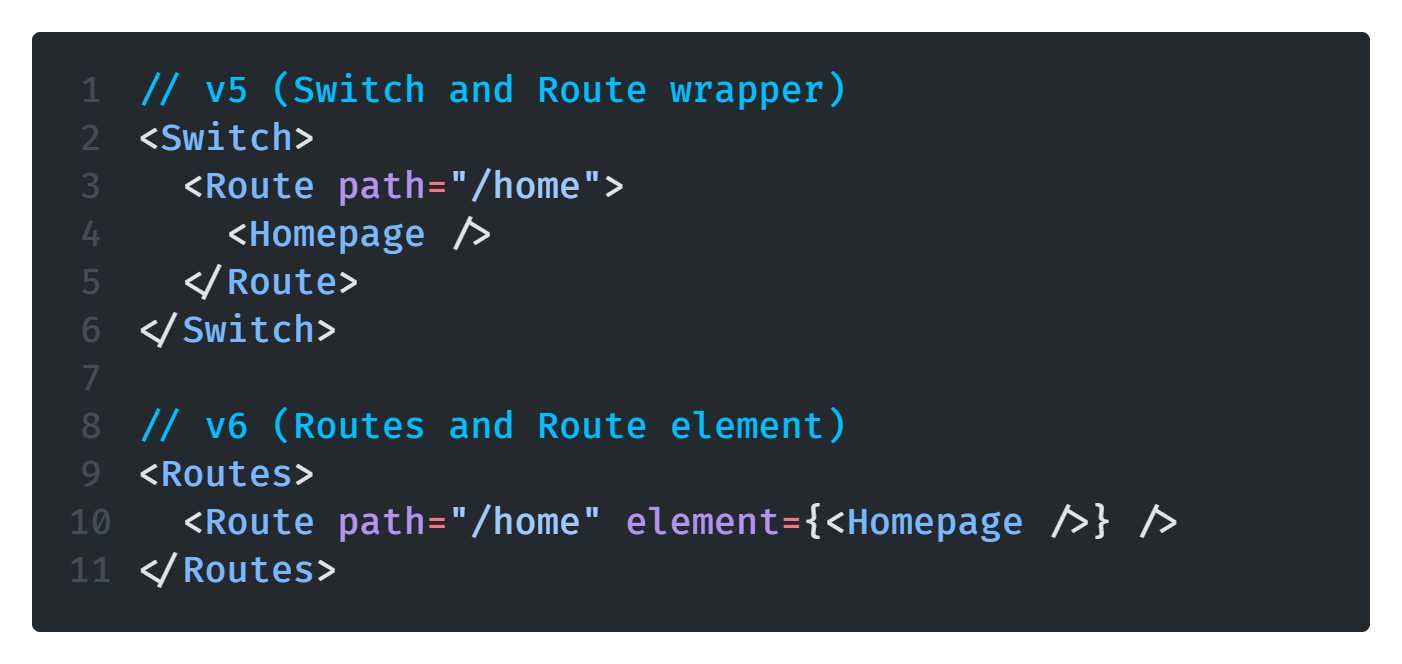 1 // v5 (Switch and Route wrapper)
2 <Switch>
3   <Route path="/home">
4     <Homepage />
5   </Route>
6 </Switch>
7
8 // v6 (Routes and Route element)
9 <Routes>
10   <Route path="/home" element={<Homepage />} />
11 </Routes>